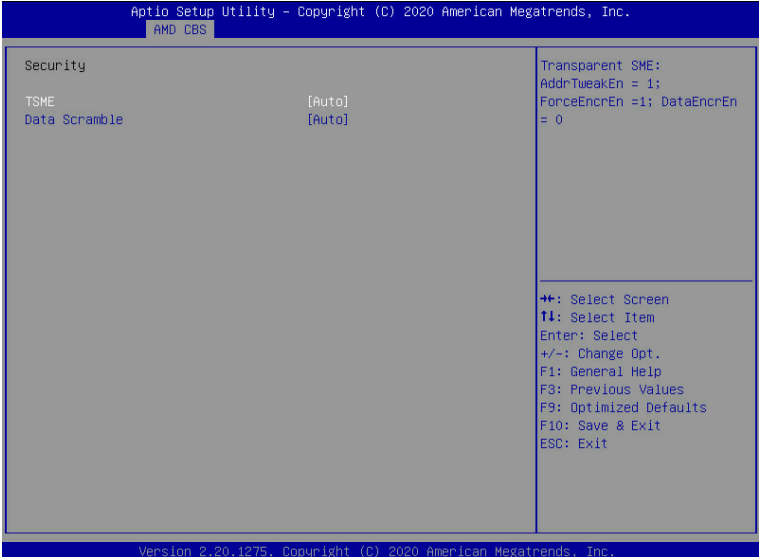 Aptio Setup Utility – Copyright (C) 2020 American Megatrends, Inc.
AMD CBS
Security
TSME [Auto]
Data Scramble [Auto]
Transparent SME:
AddrTweakEn = 1;
ForceEncrEn =1; DataEncrEn
= 0
→←: Select Screen
↑↓: Select Item
Enter: Select
+/-: Change Opt.
F1: General Help
F3: Previous Values
F9: Optimized Defaults
F10: Save & Exit
ESC: Exit
Version 2.20.1275. Copyright (C) 2020 American Megatrends, Inc.